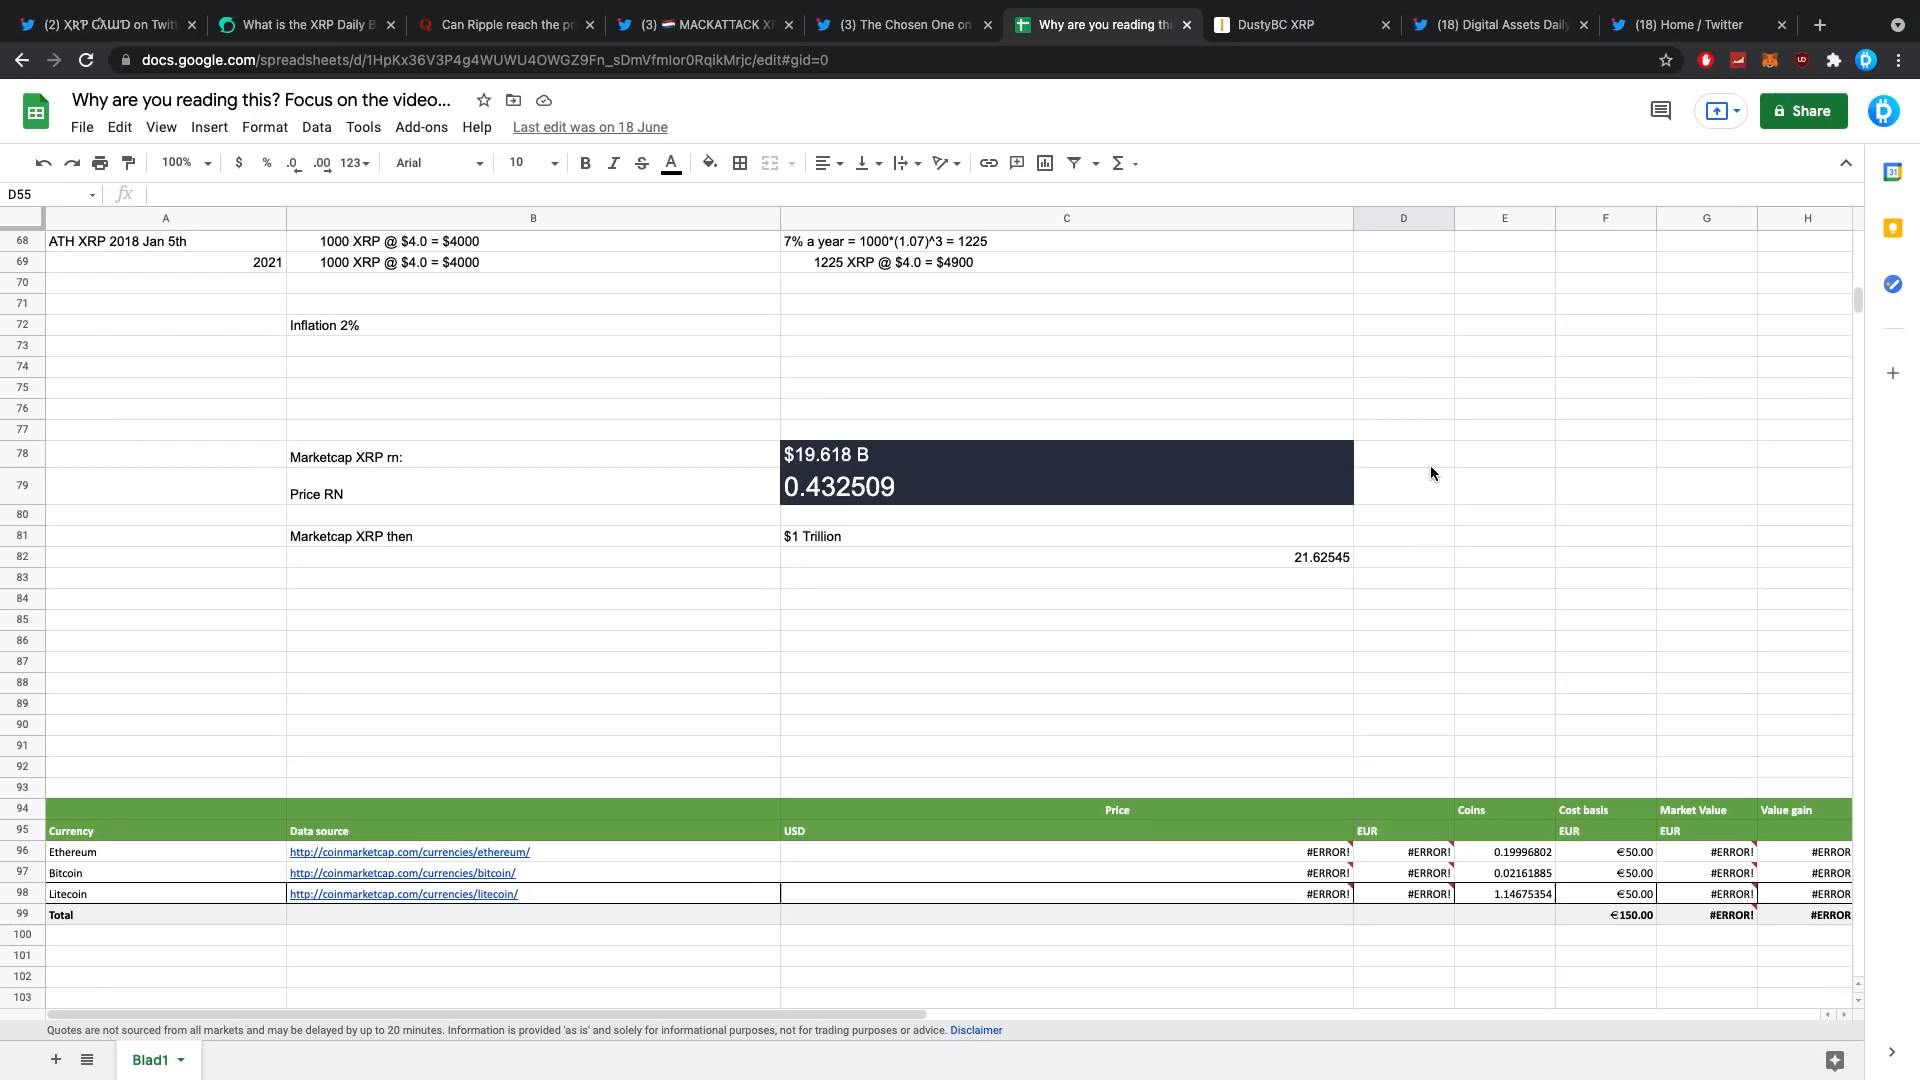 (2) XRP GΛUD on Twitt
What is the XRP Daily B
Can Ripple reach the pr
(3) MACKATTACK X
(3) The Chosen One on
Why are you reading thi
DustyBC XRP
(18) Digital Assets Daily
(18) Home / Twitter
docs.google.com/spreadsheets/d/1HpKx36V3P4g4WUWU4OWGZ9Fn_sDmVfmIor0RqikMrjc/edit#gid=0
Why are you reading this? Focus on the video...
File Edit View Insert Format Data Tools Add-ons Help Last edit was on 18 June
Share
100% $ % .0 .00 123 Arial 10 B I S A
D55 fx
A B C D E F G H
68 ATH XRP 2018 Jan 5th 1000 XRP @ $4.0 = $4000 7% a year = 1000*(1.07)^3 = 1225
69 2021 1000 XRP @ $4.0 = $4000 1225 XRP @ $4.0 = $4900
70
71
72 Inflation 2%
73
74
75
76
77
78 Marketcap XRP rn: $19.618 B
79 Price RN 0.432509
80
81 Marketcap XRP then $1 Trillion
82 21.62545
83
84
85
86
87
88
89
90
91
92
93
94 Price Coins Cost basis Market Value Value gain
95 Currency Data source USD EUR EUR EUR
96 Ethereum http://coinmarketcap.com/currencies/ethereum/ #ERROR! #ERROR! 0.19996802 €50.00 #ERROR! #ERROR
97 Bitcoin http://coinmarketcap.com/currencies/bitcoin/ #ERROR! #ERROR! 0.02161885 €50.00 #ERROR! #ERROR
98 Litecoin http://coinmarketcap.com/currencies/litecoin/ #ERROR! #ERROR! 1.14675354 €50.00 #ERROR! #ERROR
99 Total €150.00 #ERROR! #ERROR
100
101
102
103
Quotes are not sourced from all markets and may be delayed by up to 20 minutes. Information is provided 'as is' and solely for informational purposes, not for trading purposes or advice. Disclaimer
Blad1